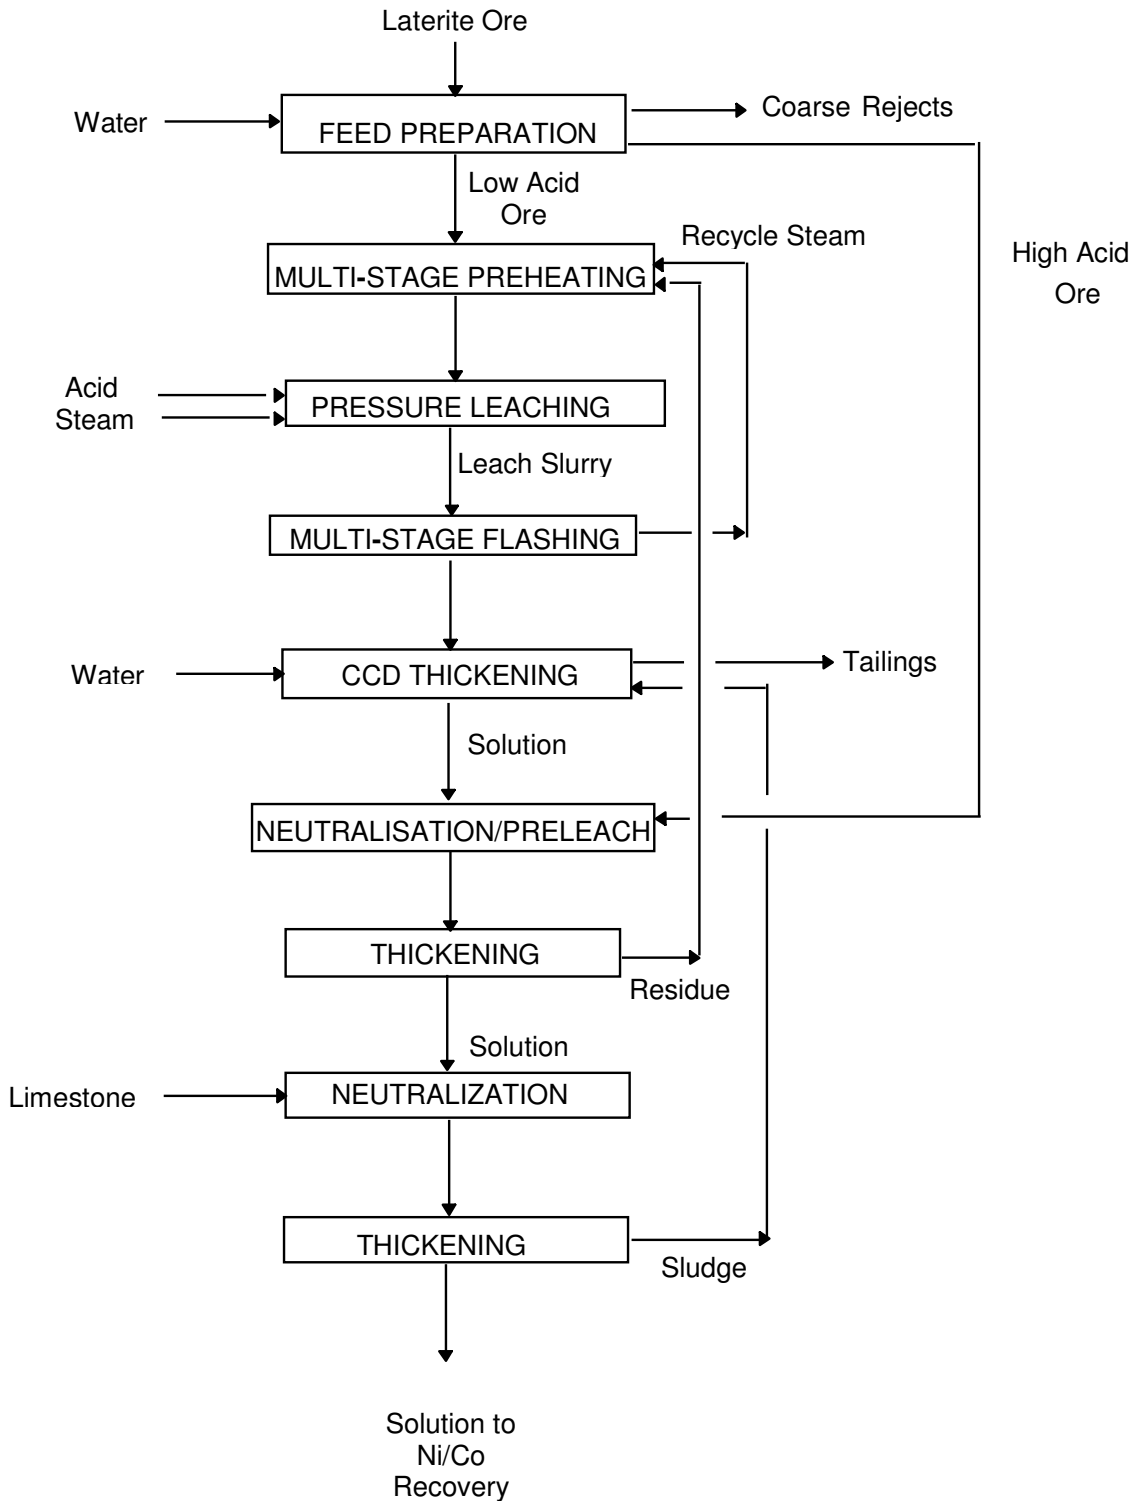 Laterite Ore
Water
FEED PREPARATION
Coarse Rejects
Low Acid
Ore
Recycle Steam
High Acid
Ore
MULTI-STAGE PREHEATING
Acid
Steam
PRESSURE LEACHING
Leach Slurry
MULTI-STAGE FLASHING
Water
CCD THICKENING
Tailings
Solution
NEUTRALISATION/PRELEACH
THICKENING
Residue
Solution
Limestone
NEUTRALIZATION
THICKENING
Sludge
Solution to
Ni/Co
Recovery